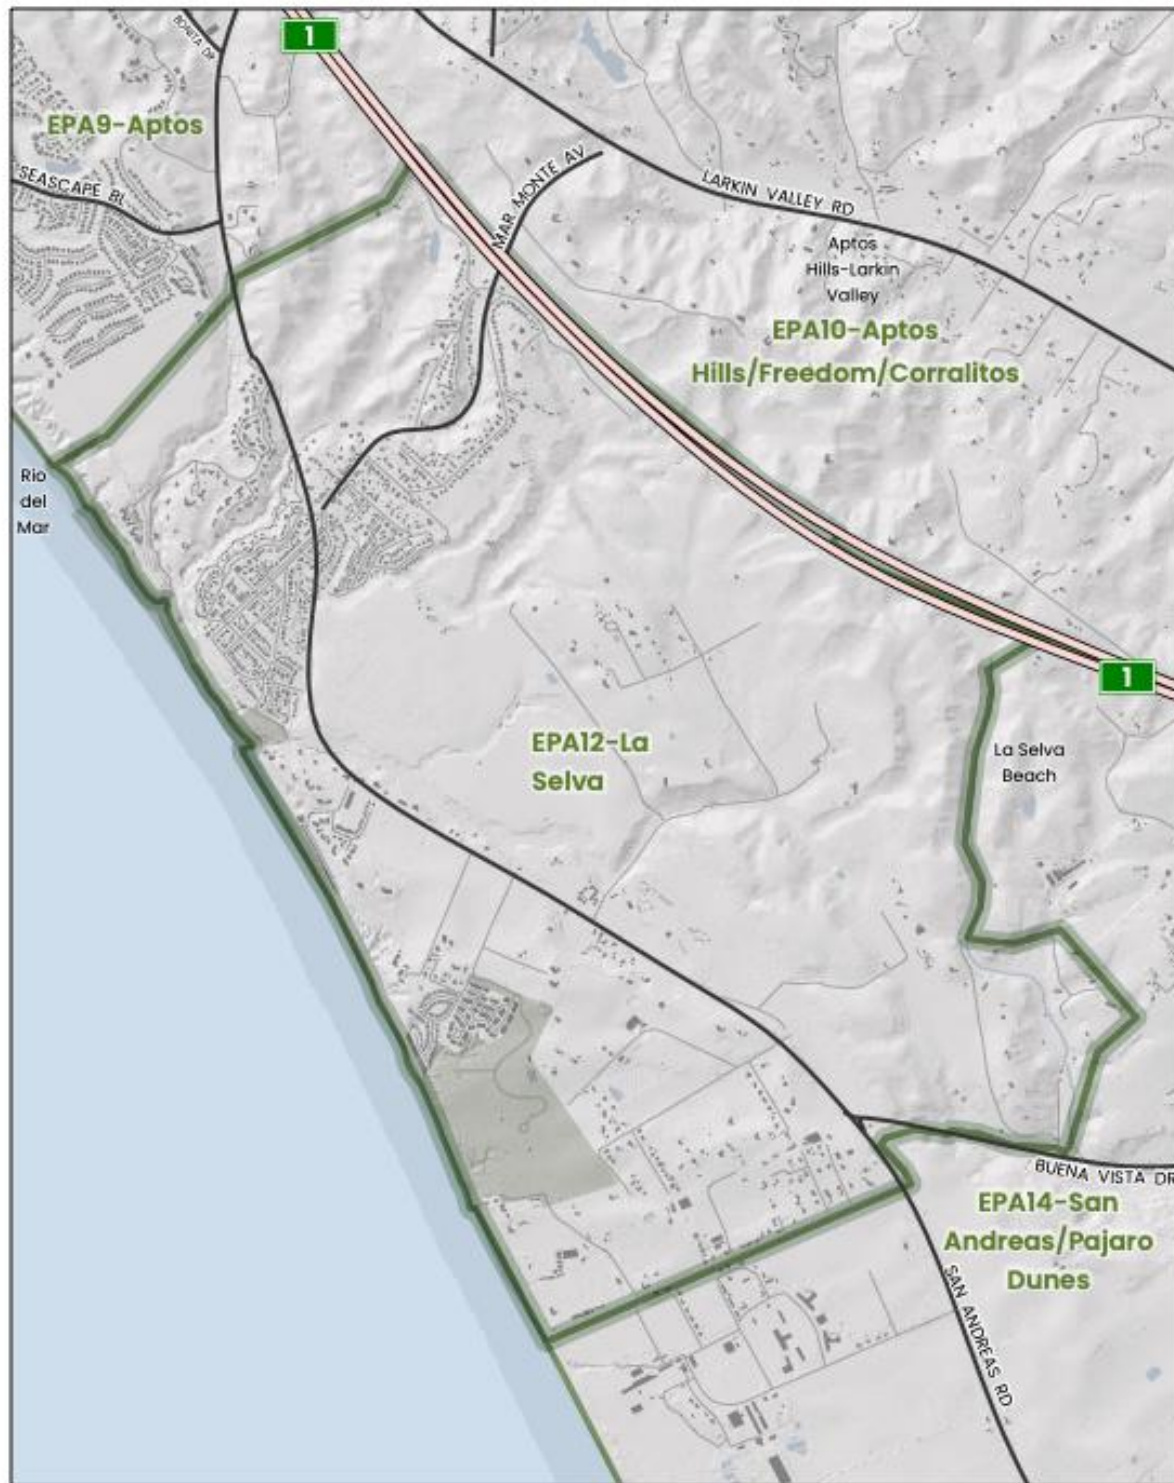 BONITA DR
1
EPA9-Aptos
SEASCAPE BL
MAR MONTE AV
LARKIN VALLEY RD
Aptos
Hills-Larkin
Valley
EPA10-Aptos
Hills/Freedom/Corralitos
Rio
del
Mar
1
EPA12-La
Selva
La Selva
Beach
BUENA VISTA DR
EPA14-San
Andreas/Pajaro
Dunes
SAN ANDREAS RD